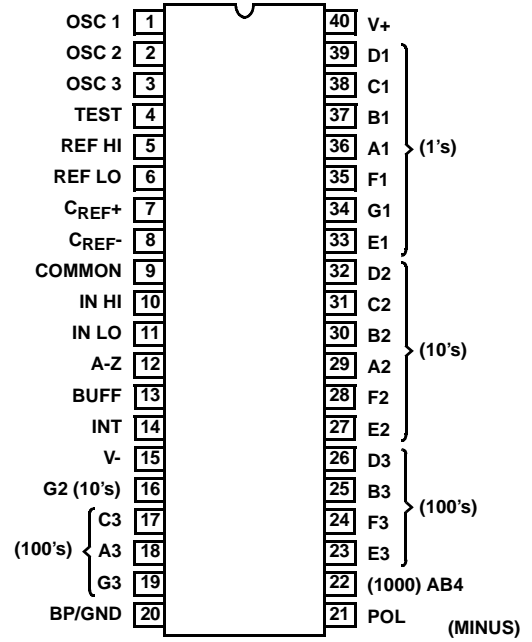 OSC 1 1 40 V+
OSC 2 2 39 D1
OSC 3 3 38 C1
TEST 4 37 B1
REF HI 5 36 A1 (1's)
REF LO 6 35 F1
CREF+ 7 34 G1
CREF- 8 33 E1
COMMON 9 32 D2
IN HI 10 31 C2
IN LO 11 30 B2
A-Z 12 29 A2 (10's)
BUFF 13 28 F2
INT 14 27 E2
V- 15 26 D3
G2 (10's) 16 25 B3 (100's)
C3 17 24 F3
(100's) A3 18 23 E3
G3 19 22 (1000) AB4
BP/GND 20 21 POL (MINUS)